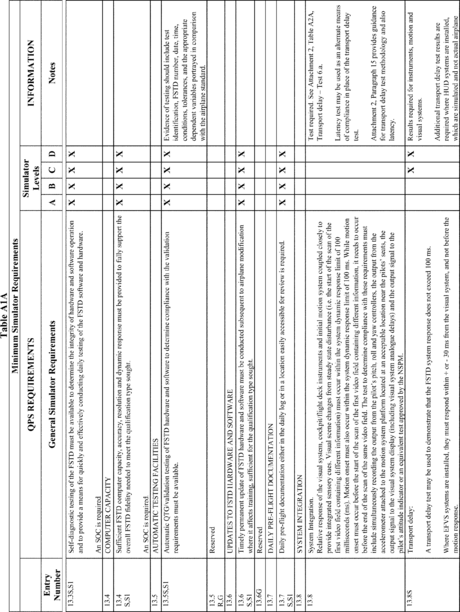 Table A1A
Minimum Simulator Requirements
QPS REQUIREMENTS
Simulator Levels
INFORMATION
Entry Number
General Simulator Requirements
A B C D
Notes
13.3S,S1
Self-diagnostic testing of the FSTD must be available to determine the integrity of hardware and software operation
and to provide a means for quickly and effectively conducting daily testing of the FSTD software and hardware.
An SOC is required
X X X X
13.4
COMPUTER CAPACITY
13.4
S,S1
Sufficient FSTD computer capacity, accuracy, resolution and dynamic response must be provided to fully support the
overall FSTD fidelity needed to meet the qualification type sought.
An SOC is required
X X X X
13.5
AUTOMATIC TESTING FACILITIES
13.5S,S1
Automatic QTG/validation testing of FSTD hardware and software to determine compliance with the validation
requirements must be available.
X X X X
Evidence of testing should include test
identification, FSTD number, date, time,
conditions, tolerances, and the appropriate
dependent variables portrayed in comparison
with the airplane standard.
13.5
R,G
Reserved
13.6
UPDATES TO FSTD HARDWARE AND SOFTWARE
13.6
S,S1
Timely permanent update of FSTD hardware and software must be conducted subsequent to airplane modification
where it affects training, sufficient for the qualification type sought.
X X X X
13.6G
Reserved
13.7
DAILY PRE-FLIGHT DOCUMENTATION
13.7
S,S1
Daily pre-flight documentation either in the daily log or in a location easily accessible for review is required.
X X X X
13.8
SYSTEM INTEGRATION
13.8
System Integration.
Relative response of the visual system, cockpit/flight deck, instruments and initial motion system coupled closely to
provide integrated sensory cues. Visual scene changes from steady state disturbance (i.e. the start of the scan of the
first video field containing different information) must occur within the system dynamic response limit of 100
milliseconds (ms). Motion onset must also occur within the system dynamic response limit of 100 ms. While motion
onset must occur before the start of the scan of the first video field containing different information, it needs to occur
before the end of the scan of the same video field. The test to determine compliance with these requirements must
include simultaneously recording the output from the pilot's pitch, roll and yaw controllers, the output from the
accelerometer attached to the motion system platform located at an acceptable location near the pilots' seats, the
output signal to the visual system display (including visual system analogue delays) and the output signal to the
pilot's attitude indicator or an equivalent test approved by the NSPM.
Test required. See Attachment 2, Table A2A,
Transport delay – Test 6.a.
Latency test may be used as an alternate means
of compliance in place of the transport delay
test.
Attachment 2, Paragraph 15 provides guidance
for transport delay test methodology and also
latency.
13.8S
Transport delay:
A transport delay test may be used to demonstrate that the FSTD system response does not exceed 100 ms.
Where EFVS systems are installed, they must respond within + or - 30 ms from the visual system, and not before the
motion response.
X X
Results required for instruments, motion and
visual systems.
Additional transport delay test results are
required where HUD systems are installed,
which are simulated and not actual airplane